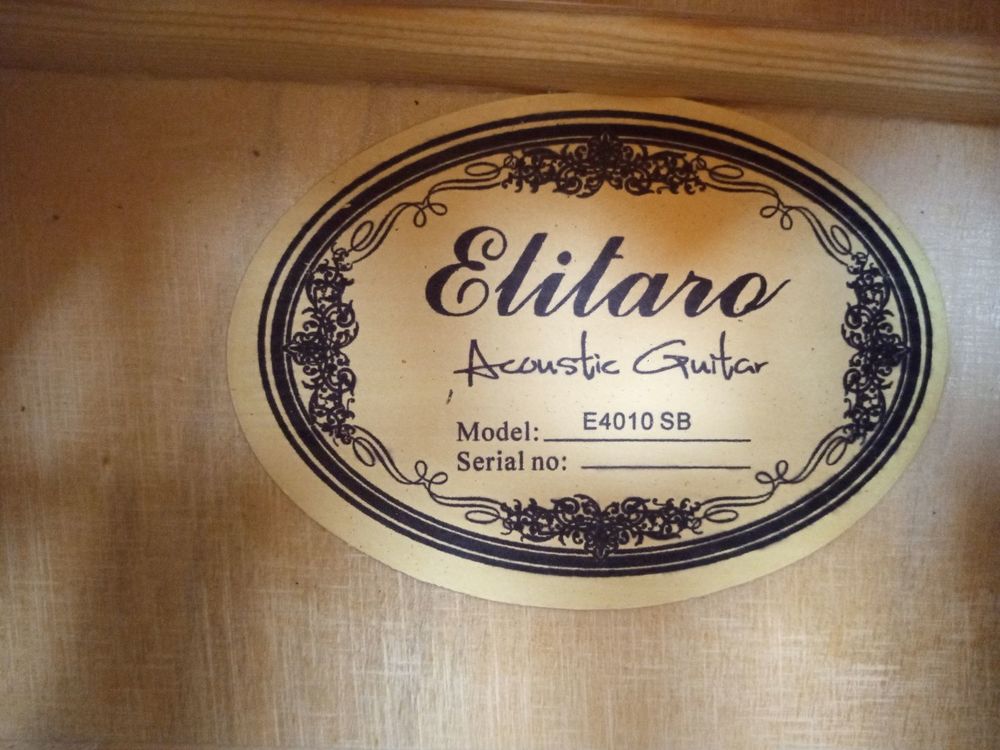 Elitaro
Acoustic Guitar
Model: E4010 SB
Serial no: